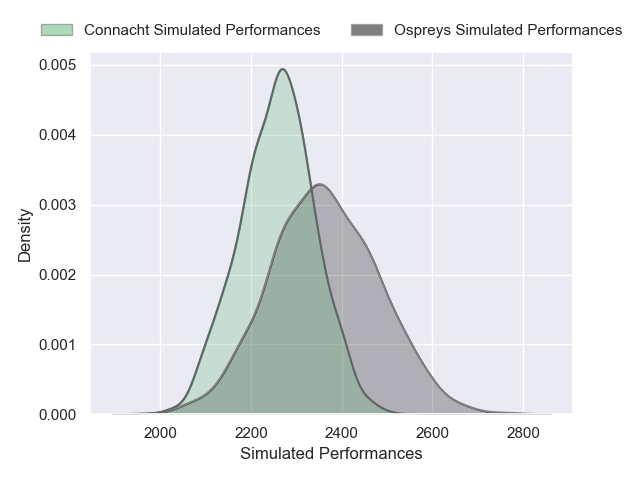 Connacht Simulated Performances
Ospreys Simulated Performances
0.005
0.004
0.003
0.002
0.001
0.000
Density
2000
2200
2400
2600
2800
Simulated Performances